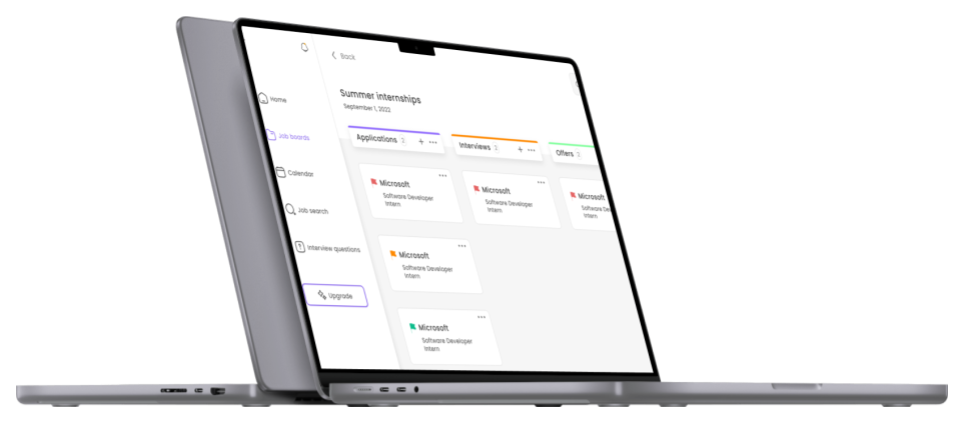 Back
Summer internships
September 1, 2022
Home
Job boards
Calendar
Job search
Interview questions
Upgrade
Applications 3
Microsoft
Software Developer
Intern
Microsoft
Software Developer
Intern
Microsoft
Software Developer
Intern
Interviews 3
Microsoft
Software Developer
Intern
Offers 3
Microsoft
Software De
Intern